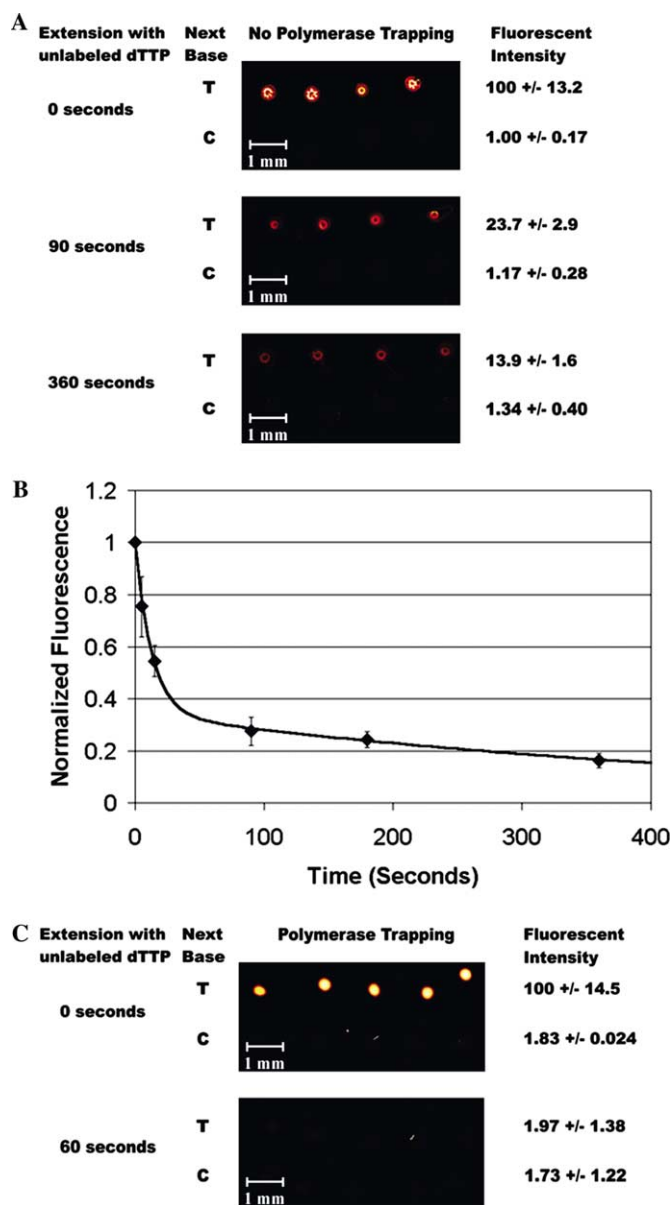 A
Extension with unlabeled dTTP Next Base No Polymerase Trapping Fluorescent Intensity
0 seconds
T 100 +/- 13.2
C 1.00 +/- 0.17
1 mm
90 seconds
T 23.7 +/- 2.9
C 1.17 +/- 0.28
1 mm
360 seconds
T 13.9 +/- 1.6
C 1.34 +/- 0.40
1 mm
B
Normalized Fluorescence
1.2
1
0.8
0.6
0.4
0.2
0
0 100 200 300 400
Time (Seconds)
C
Extension with unlabeled dTTP Next Base Polymerase Trapping Fluorescent Intensity
0 seconds
T 100 +/- 14.5
C 1.83 +/- 0.024
1 mm
60 seconds
T 1.97 +/- 1.38
C 1.73 +/- 1.22
1 mm